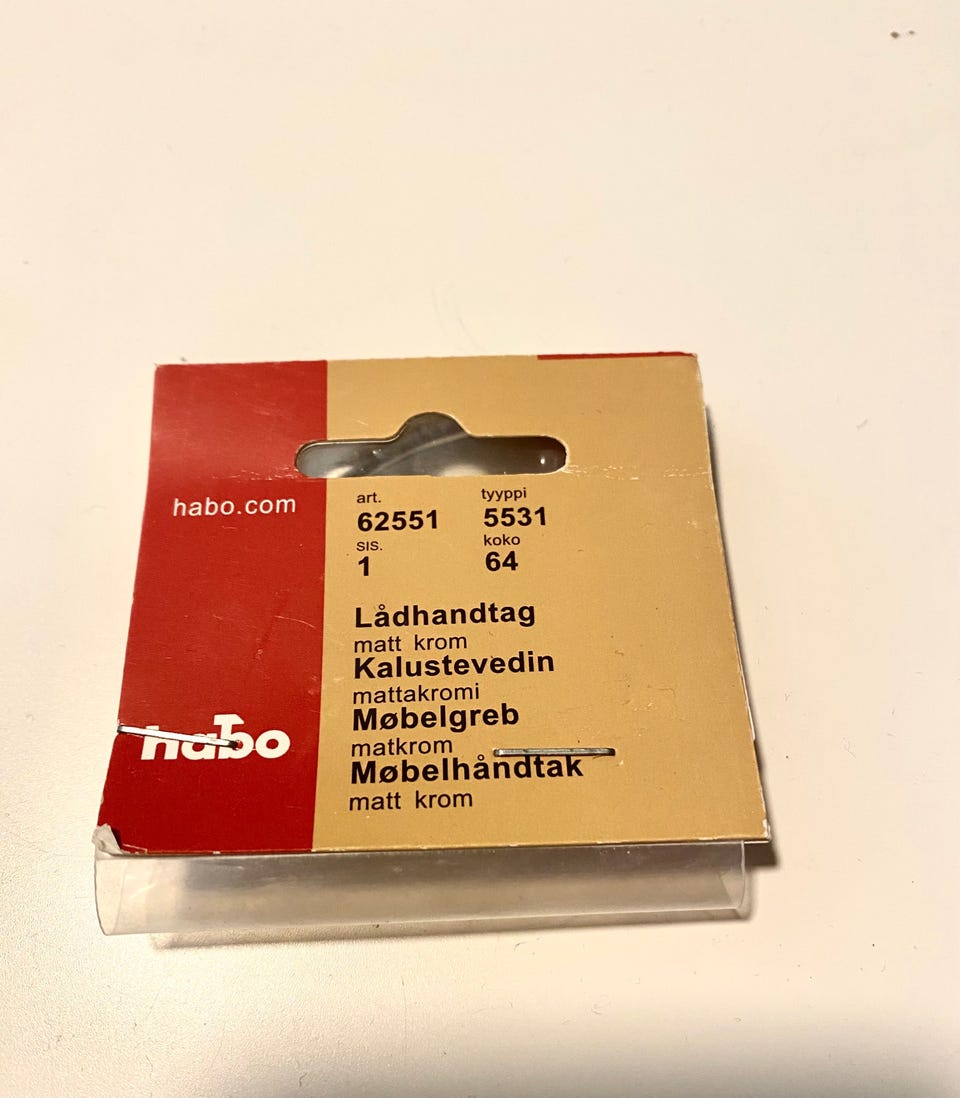 habo.com
art. tyyppi
62551 5531
SIS. koko
1 64
Lådhandtag
matt krom
Kalustevedin
mattakromi
Møbelgreb
matkrom
Møbelhåndtak
matt krom
habo